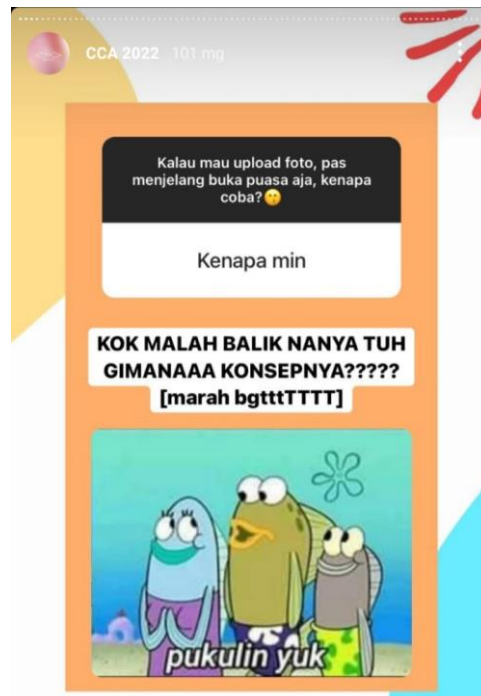 CCA 2022 101 mg
Kalau mau upload foto, pas
menjelang buka puasa aja, kenapa
coba?😗
Kenapa min
KOK MALAH BALIK NANYA TUH
GIMANAAA KONSEPNYA?????
[marah bgtttTTTT]
pukulin yuk